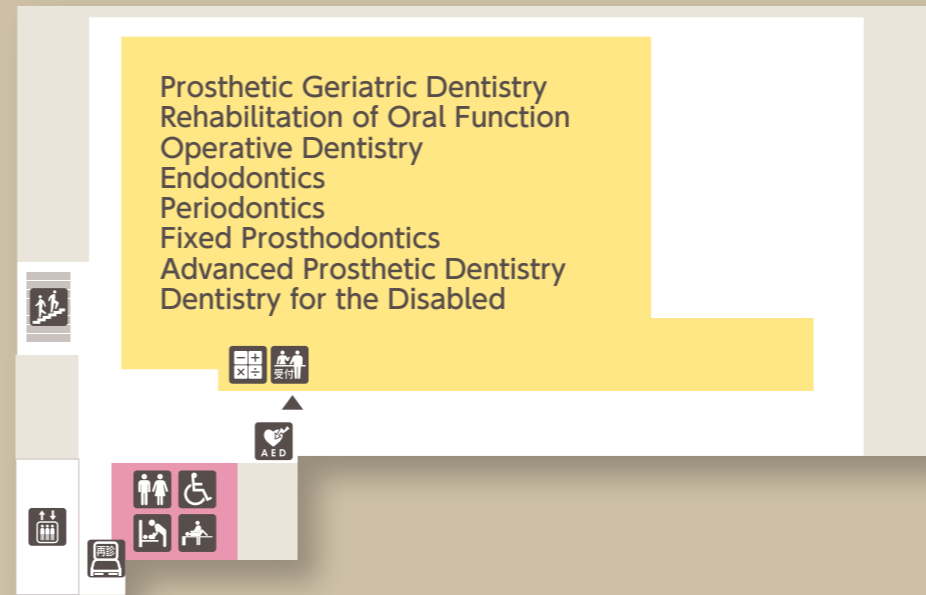 Prosthetic Geriatric Dentistry
Rehabilitation of Oral Function
Operative Dentistry
Endodontics
Periodontics
Fixed Prosthodontics
Advanced Prosthetic Dentistry
Dentistry for the Disabled
受付
AED
再診